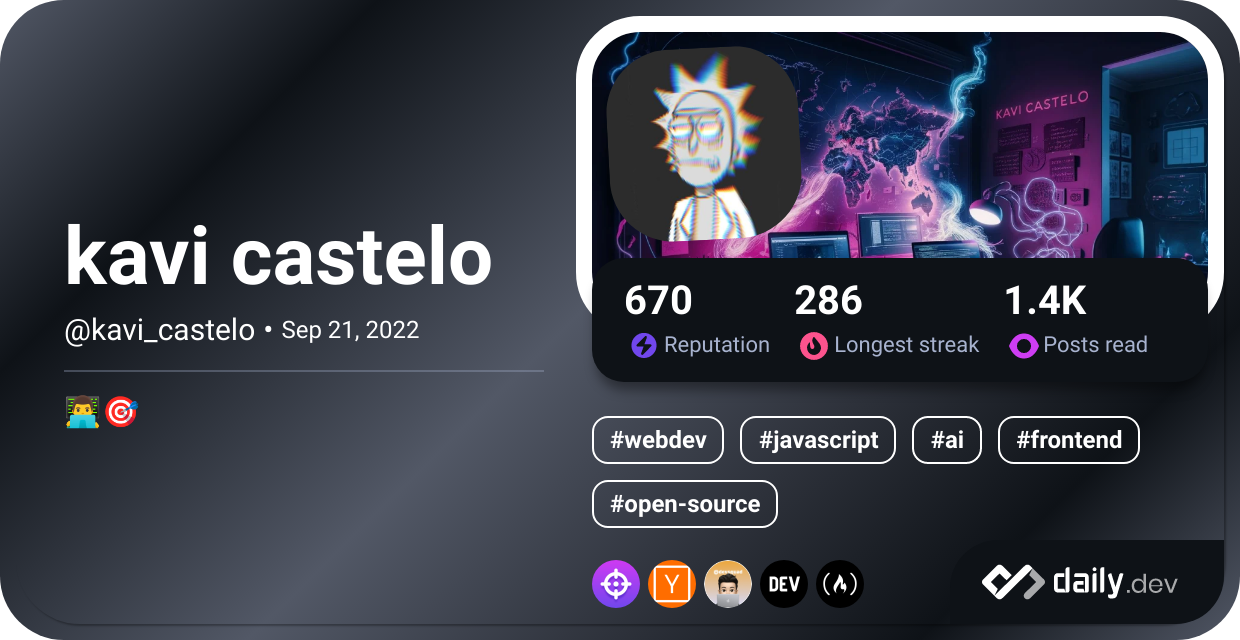 kavi castelo
@kavi_castelo • Sep 21, 2022
KAVI CASTELO
670 286 1.4K
Reputation Longest streak Posts read
#webdev #javascript #ai #frontend
#open-source
Y DEV
daily.dev